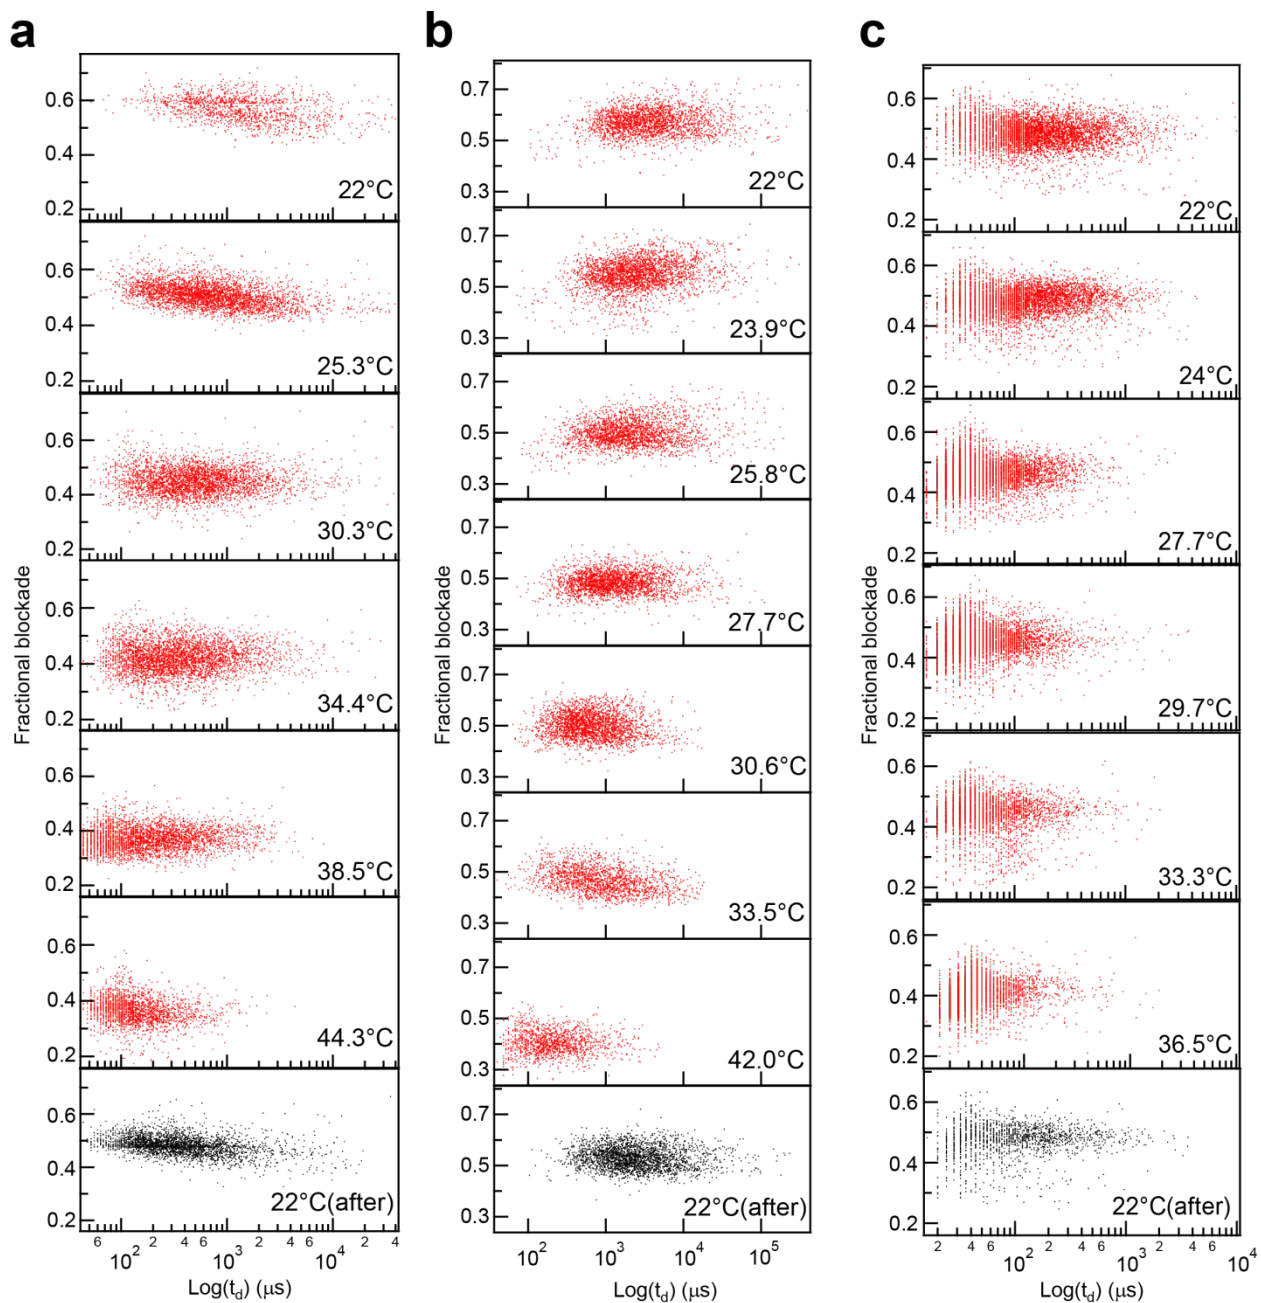 a
0.6
0.4
0.2
22°C
0.6
0.4
0.2
25.3°C
0.6
0.4
0.2
30.3°C
0.6
0.4
0.2
34.4°C
0.6
0.4
0.2
38.5°C
0.6
0.4
0.2
44.3°C
0.6
0.4
0.2
22°C(after)
Fractional blockade
6 10² 2 4 6 10³ 2 4 10⁴ 2 4
Log(t_d) (μs)
b
0.7
0.5
0.3
22°C
0.7
0.5
0.3
23.9°C
0.7
0.5
0.3
25.8°C
0.7
0.5
0.3
27.7°C
0.7
0.5
0.3
30.6°C
0.7
0.5
0.3
33.5°C
0.7
0.5
0.3
42.0°C
0.7
0.5
0.3
22°C(after)
Fractional blockade
10² 10³ 10⁴ 10⁵
Log(t_d) (μs)
c
0.6
0.4
0.2
22°C
0.6
0.4
0.2
24°C
0.6
0.4
0.2
27.7°C
0.6
0.4
0.2
29.7°C
0.6
0.4
0.2
33.3°C
0.6
0.4
0.2
36.5°C
0.6
0.4
0.2
22°C(after)
Fractional blockade
2 4 6 10² 2 4 6 10³ 2 4 6 10⁴
Log(t_d) (μs)